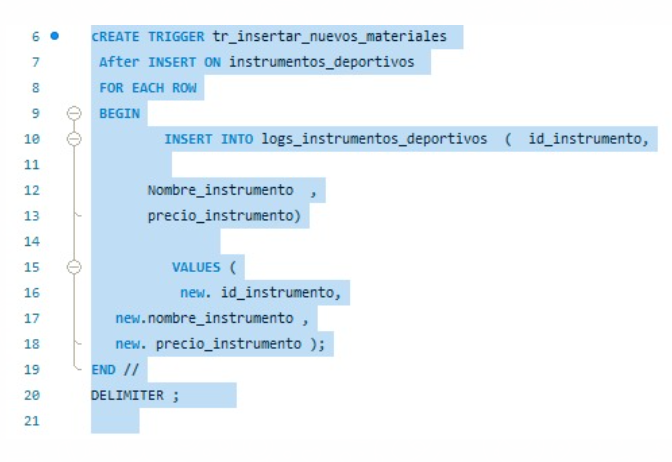 6 cREATE TRIGGER tr_insertar_nuevos_materiales
7 After INSERT ON instrumentos_deportivos
8 FOR EACH ROW
9 BEGIN
10 INSERT INTO logs_instrumentos_deportivos ( id_instrumento,
11
12 Nombre_instrumento ,
13 precio_instrumento)
14
15 VALUES (
16 new. id_instrumento,
17 new.nombre_instrumento ,
18 new. precio_instrumento );
19 END //
20 DELIMITER ;
21